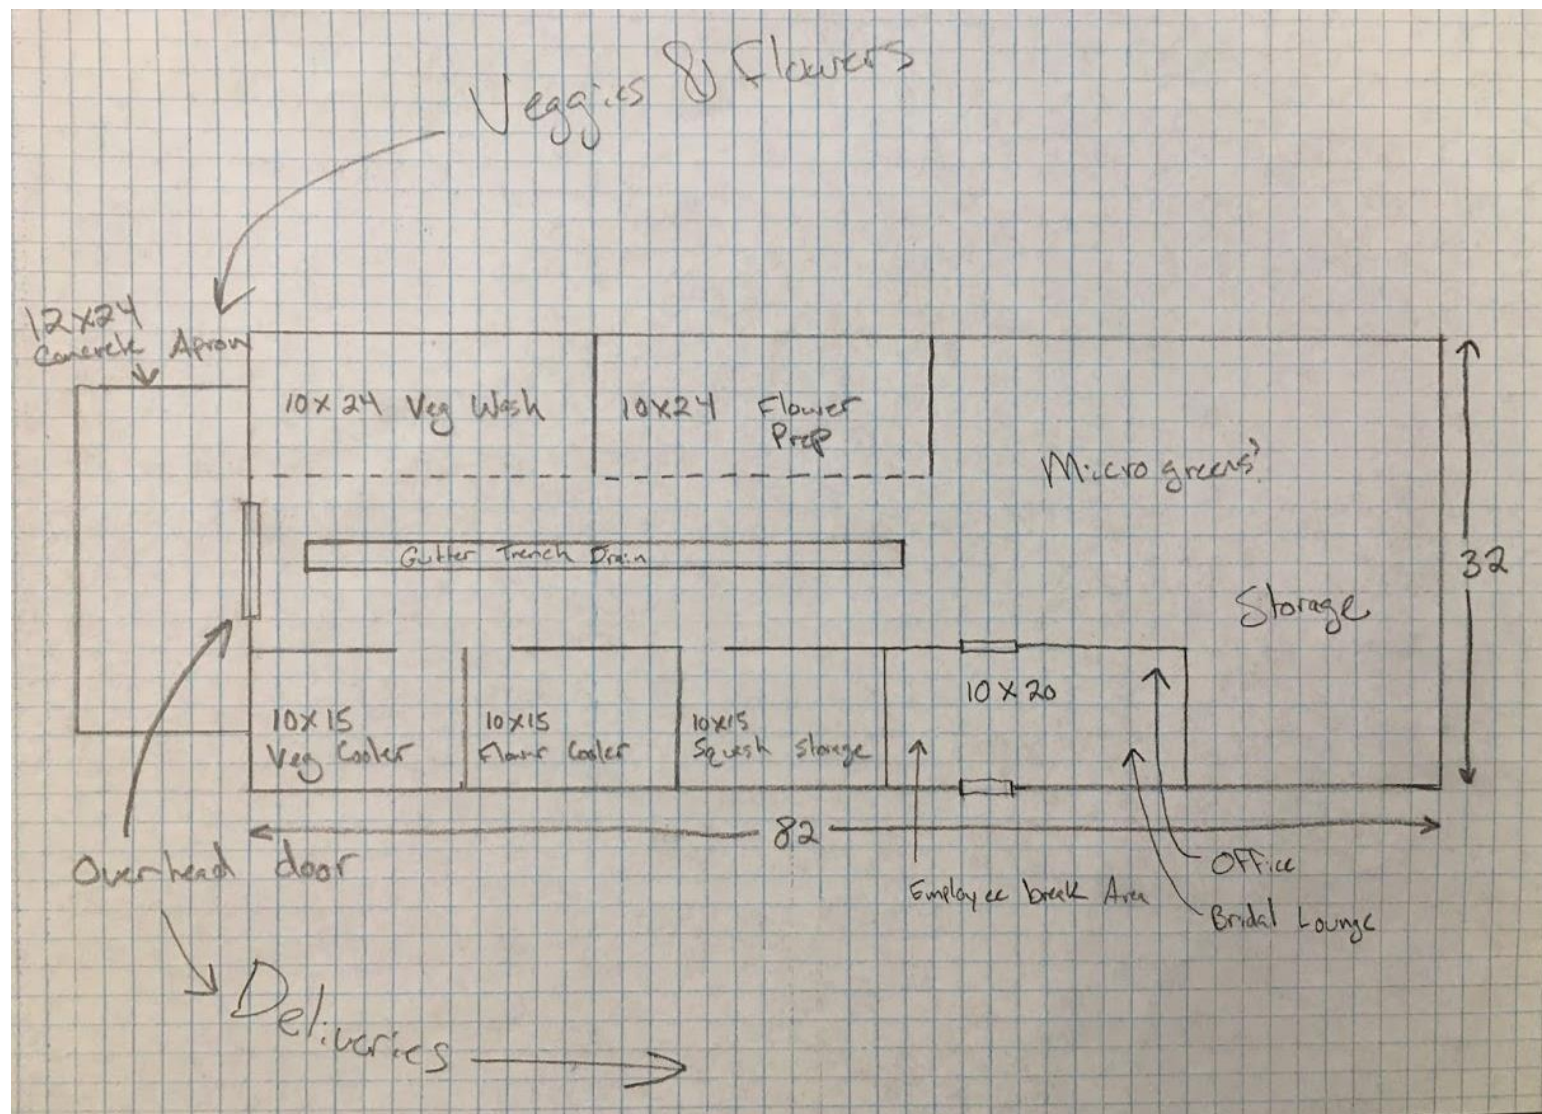 Veggies & Flowers
12X24
Concrete Apron
10X24 Veg Wash
10X24 Flower
Prep
Micro greens?
Gutter Trench Drain
32
Storage
10X20
10X15
Veg Cooler
10X15
Flower Cooler
10X15
Squash Storage
82
Overhead door
Office
Employee break Area
Bridal Lounge
Deliveries